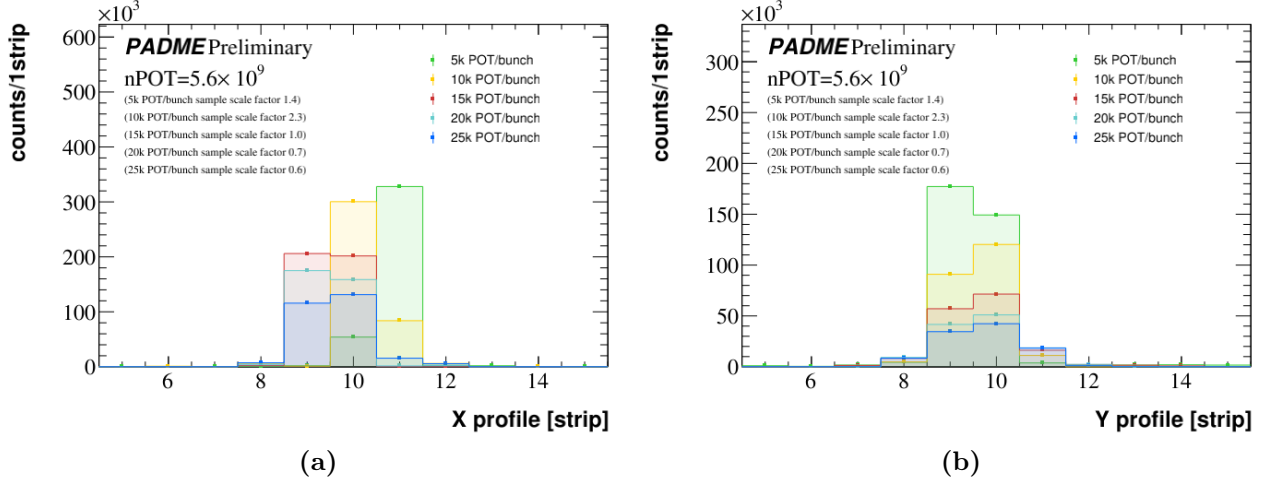 ×10³
counts/1strip
600
500
400
300
200
100
0
PADME Preliminary
nPOT=5.6× 10⁹
(5k POT/bunch sample scale factor 1.4)
(10k POT/bunch sample scale factor 2.3)
(15k POT/bunch sample scale factor 1.0)
(20k POT/bunch sample scale factor 0.7)
(25k POT/bunch sample scale factor 0.6)
5k POT/bunch
10k POT/bunch
15k POT/bunch
20k POT/bunch
25k POT/bunch
6 8 10 12 14
X profile [strip]
(a)
×10³
counts/1strip
300
250
200
150
100
50
0
PADME Preliminary
nPOT=5.6× 10⁹
(5k POT/bunch sample scale factor 1.4)
(10k POT/bunch sample scale factor 2.3)
(15k POT/bunch sample scale factor 1.0)
(20k POT/bunch sample scale factor 0.7)
(25k POT/bunch sample scale factor 0.6)
5k POT/bunch
10k POT/bunch
15k POT/bunch
20k POT/bunch
25k POT/bunch
6 8 10 12 14
Y profile [strip]
(b)